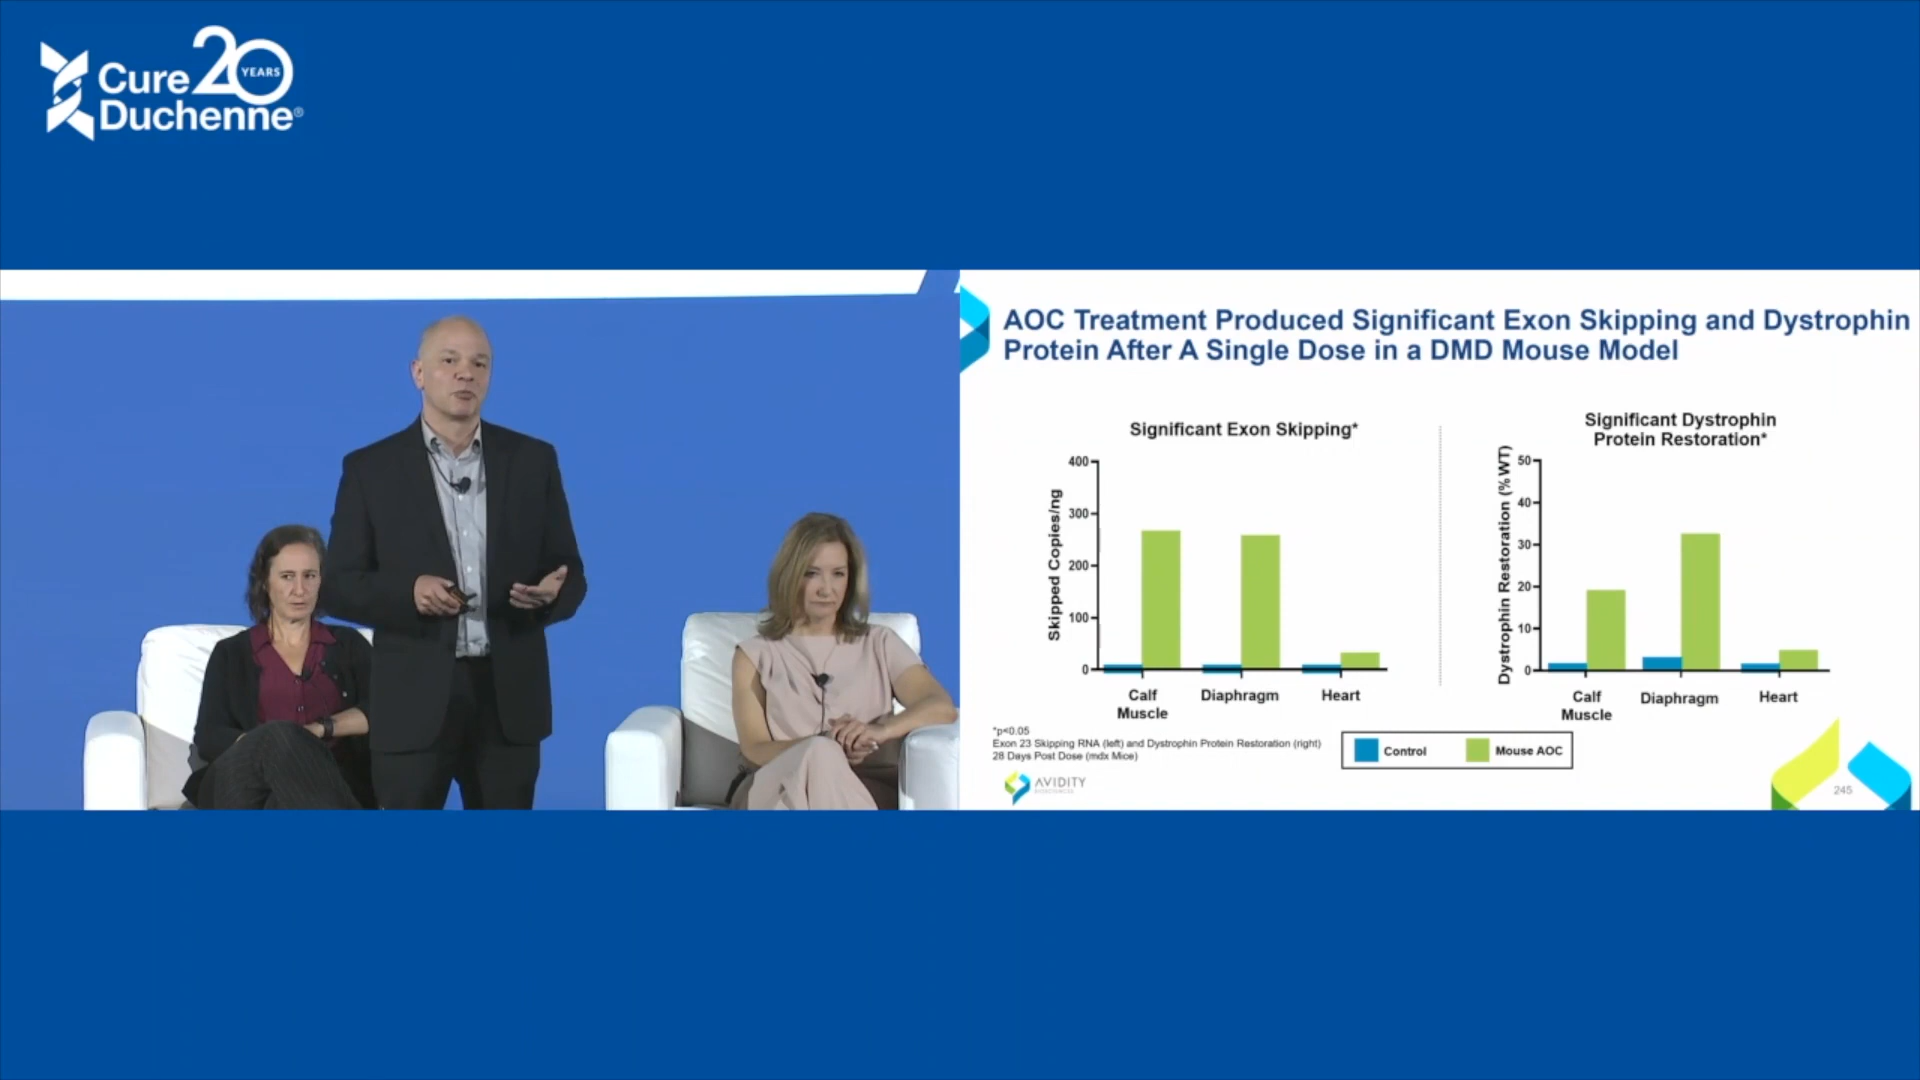 Cure 20 YEARS
Duchenne®
AOC Treatment Produced Significant Exon Skipping and Dystrophin
Protein After A Single Dose in a DMD Mouse Model
Significant Exon Skipping*
Skipped Copies/ng
400
300
200
100
0
Calf
Muscle
Diaphragm
Heart
Significant Dystrophin
Protein Restoration*
Dystrophin Restoration (%WT)
50
40
30
20
10
0
Calf
Muscle
Diaphragm
Heart
*p<0.05
Exon 23 Skipping RNA (left) and Dystrophin Protein Restoration (right)
28 Days Post Dose (mdx Mice)
Control
Mouse AOC
AVIDITY
BIOSCIENCES
245